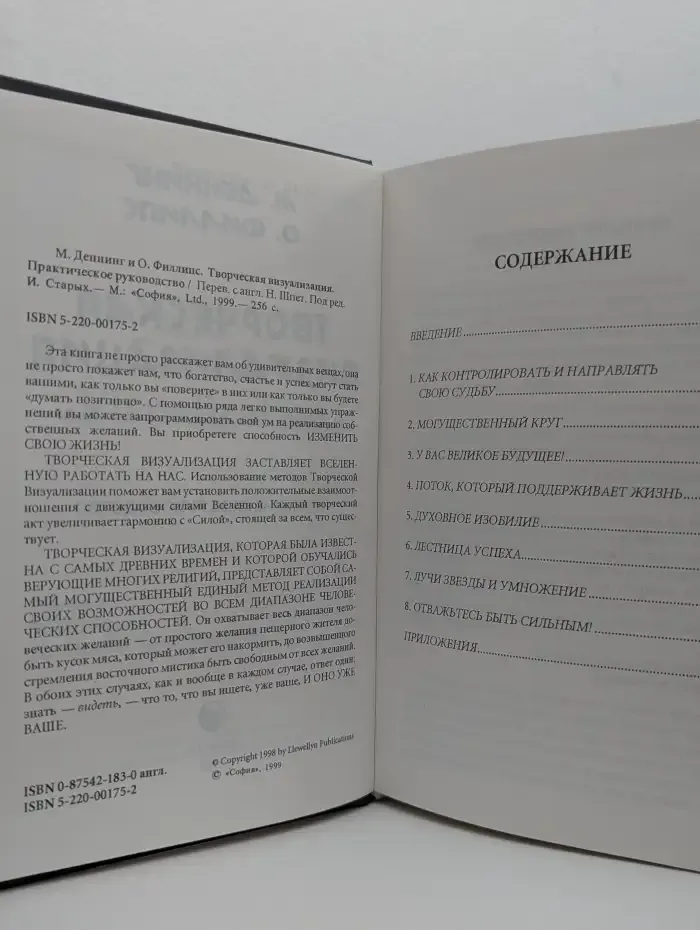 М. Деннинг и О. Филлипс. Творческая визуализация.
Практическое руководство / Перев. с англ. Н. Шпет. Под ред.
И. Старых.— М.: «София», Ltd., 1999.— 256 с.
ISBN 5-220-00175-2
Эта книга не просто расскажет вам об удивительных вещах, она
не просто покажет вам, что богатство, счастье и успех могут стать
вашими, как только вы «поверите» в них или как только вы будете
«думать позитивно». С помощью ряда легко выполнимых упраж-
нений вы можете запрограммировать свой ум на реализацию соб-
ственных желаний. Вы приобретете способность ИЗМЕНИТЬ
СВОЮ ЖИЗНЬ!
ТВОРЧЕСКАЯ ВИЗУАЛИЗАЦИЯ ЗАСТАВЛЯЕТ ВСЕЛЕН-
НУЮ РАБОТАТЬ НА НАС. Использование методов Творческой
Визуализации поможет вам установить положительные взаимоот-
ношения с движущими силами Вселенной. Каждый творческий
акт увеличивает гармонию с «Силой», стоящей за всем, что сущес-
твует.
ТВОРЧЕСКАЯ ВИЗУАЛИЗАЦИЯ, КОТОРАЯ БЫЛА ИЗВЕСТ-
НА С САМЫХ ДРЕВНИХ ВРЕМЕН И КОТОРОЙ ОБУЧАЛИСЬ
ВЕРУЮЩИЕ МНОГИХ РЕЛИГИЙ, ПРЕДСТАВЛЯЕТ СОБОЙ СА-
МЫЙ МОГУЩЕСТВЕННЫЙ ЕДИНЫЙ МЕТОД РЕАЛИЗАЦИИ
СВОИХ ВОЗМОЖНОСТЕЙ ВО ВСЕМ ДИАПАЗОНЕ ЧЕЛОВЕ-
ЧЕСКИХ СПОСОБНОСТЕЙ. Он охватывает весь диапазон чело-
веческих желаний — от простого желания пещерного жителя до-
быть кусок мяса, который может его накормить, до возвышенного
стремления восточного мистика быть свободным от всех желаний.
В обоих этих случаях, как и вообще в каждом случае, ответ один:
знать — видеть, — что то, что вы ищете, уже ваше, И ОНО УЖЕ
ВАШЕ.
© Copyright 1998 by Llewellyn Publications
© «София», 1999
ISBN 0-87542-183-0 англ.
ISBN 5-220-00175-2
СОДЕРЖАНИЕ
ВВЕДЕНИЕ
1. КАК КОНТРОЛИРОВАТЬ И НАПРАВЛЯТЬ
СВОЮ СУДЬБУ
2. МОГУЩЕСТВЕННЫЙ КРУГ
3. У ВАС ВЕЛИКОЕ БУДУЩЕЕ!
4. ПОТОК, КОТОРЫЙ ПОДДЕРЖИВАЕТ ЖИЗНЬ
5. ДУХОВНОЕ ИЗОБИЛИЕ
6. ЛЕСТНИЦА УСПЕХА
7. ЛУЧИ ЗВЕЗДЫ И УМНОЖЕНИЕ
8. ОТВАЖЬТЕСЬ БЫТЬ СИЛЬНЫМ!
ПРИЛОЖЕНИЯ